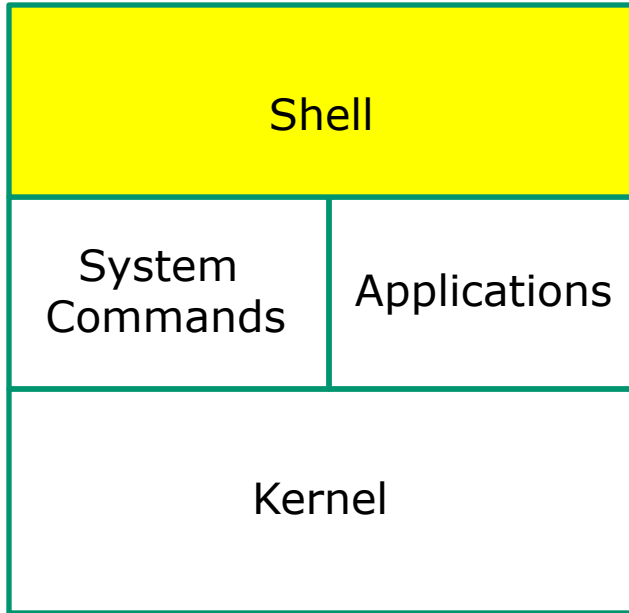 Shell
System
Commands
Applications
Kernel